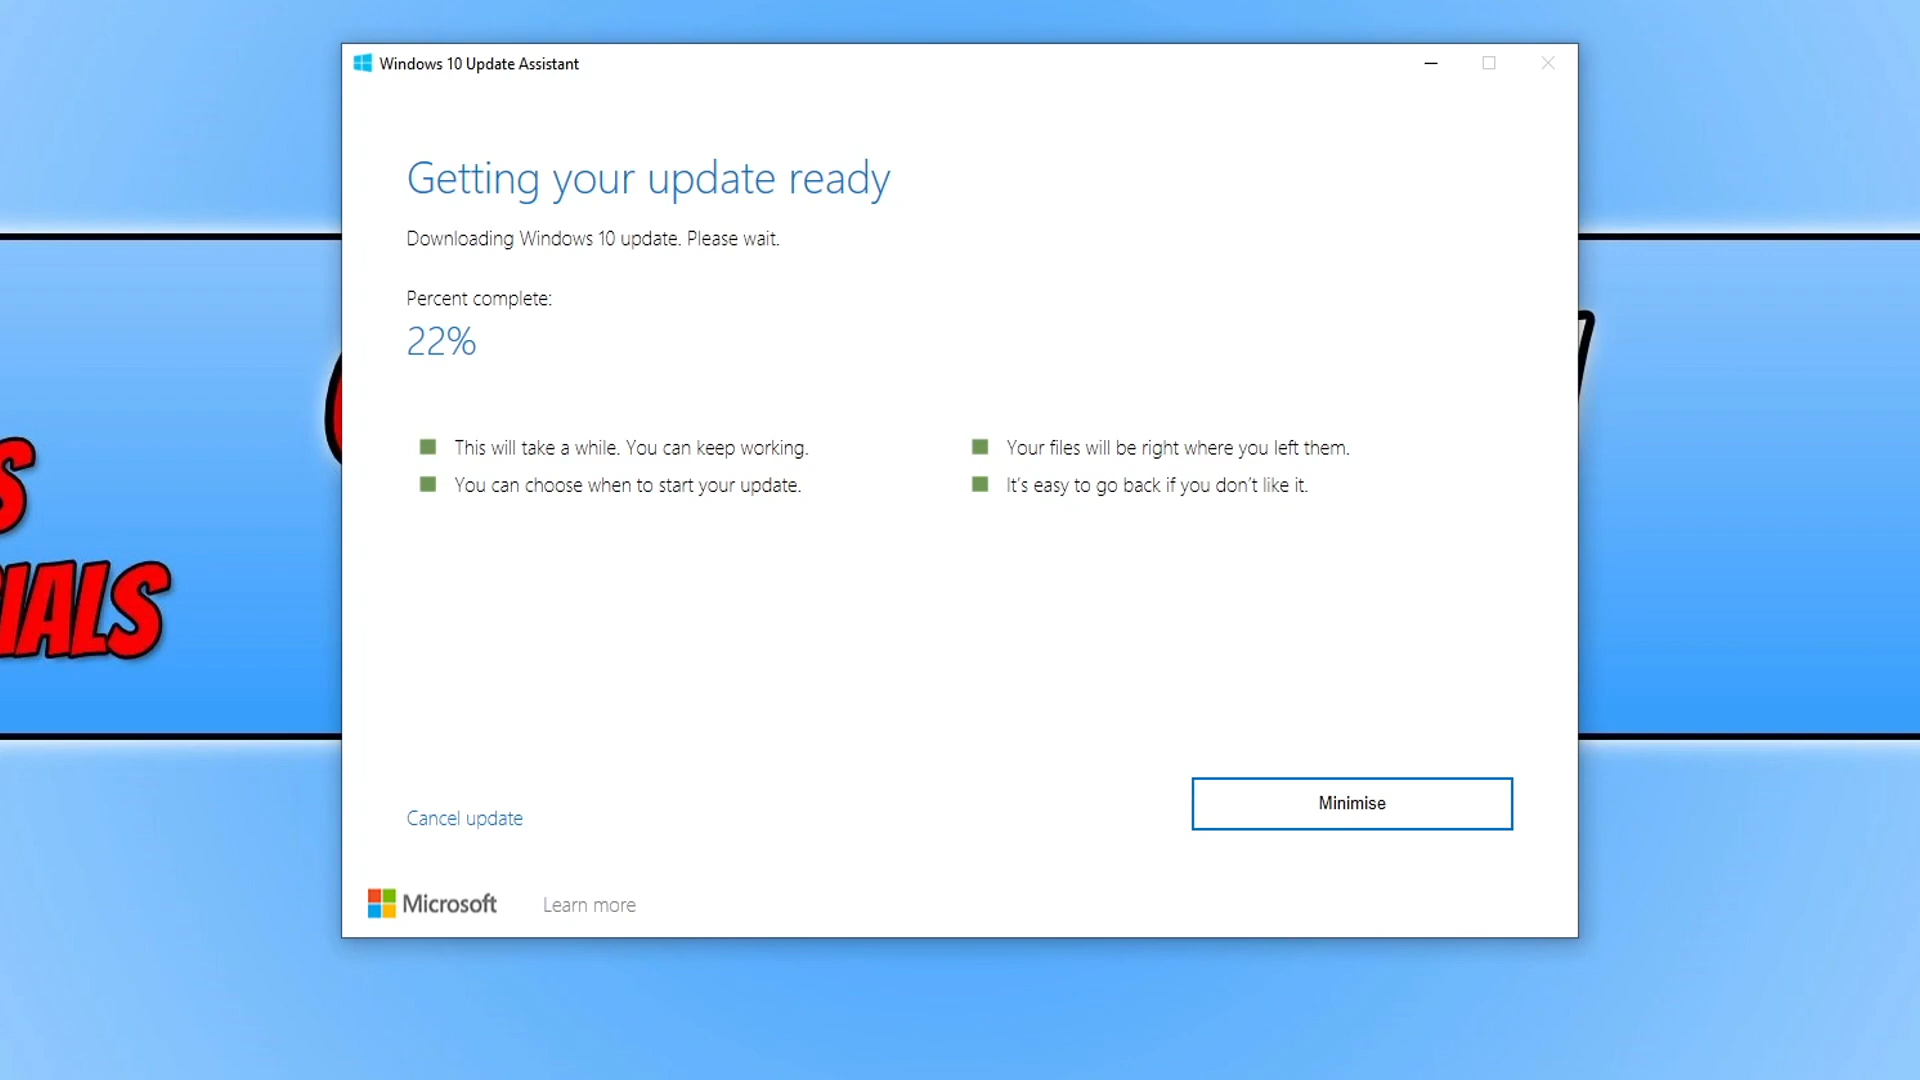 Windows 10 Update Assistant
Getting your update ready
Downloading Windows 10 update. Please wait.
Percent complete:
22%
This will take a while. You can keep working.
Your files will be right where you left them.
You can choose when to start your update.
It's easy to go back if you don't like it.
Cancel update
Minimise
Microsoft
Learn more